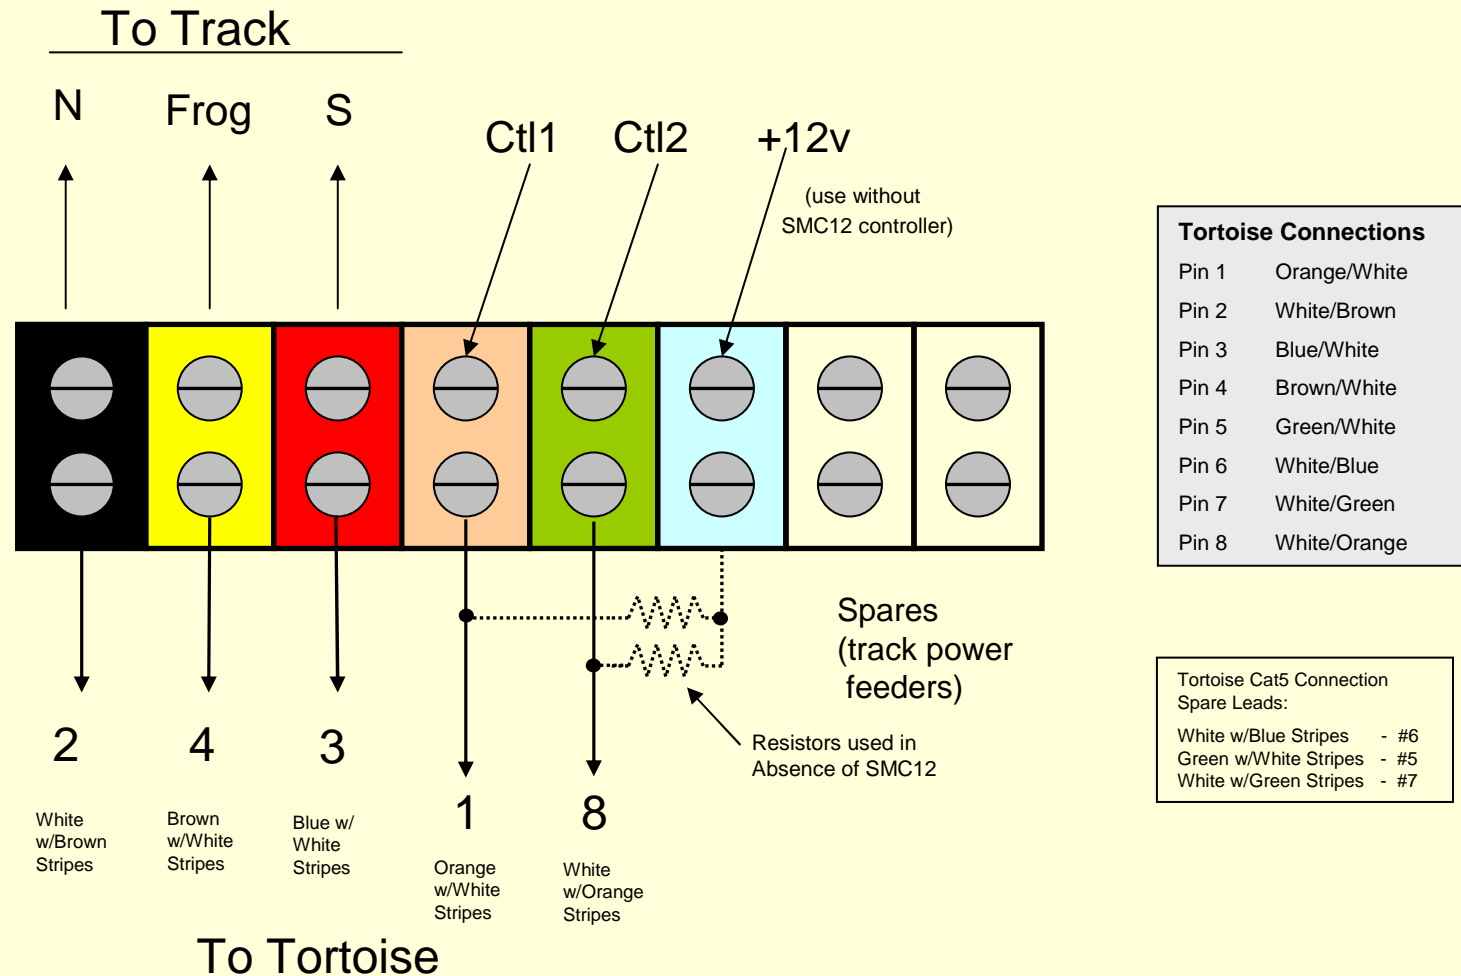 To Track
N Frog S
Ctl1 Ctl2 +12v
(use without
SMC12 controller)
Tortoise Connections
Pin 1 Orange/White
Pin 2 White/Brown
Pin 3 Blue/White
Pin 4 Brown/White
Pin 5 Green/White
Pin 6 White/Blue
Pin 7 White/Green
Pin 8 White/Orange
Spares
(track power
feeders)
Resistors used in
Absence of SMC12
Tortoise Cat5 Connection
Spare Leads:
White w/Blue Stripes - #6
Green w/White Stripes - #5
White w/Green Stripes - #7
2
White
w/Brown
Stripes
4
Brown
w/White
Stripes
3
Blue w/
White
Stripes
1
Orange
w/White
Stripes
8
White
w/Orange
Stripes
To Tortoise